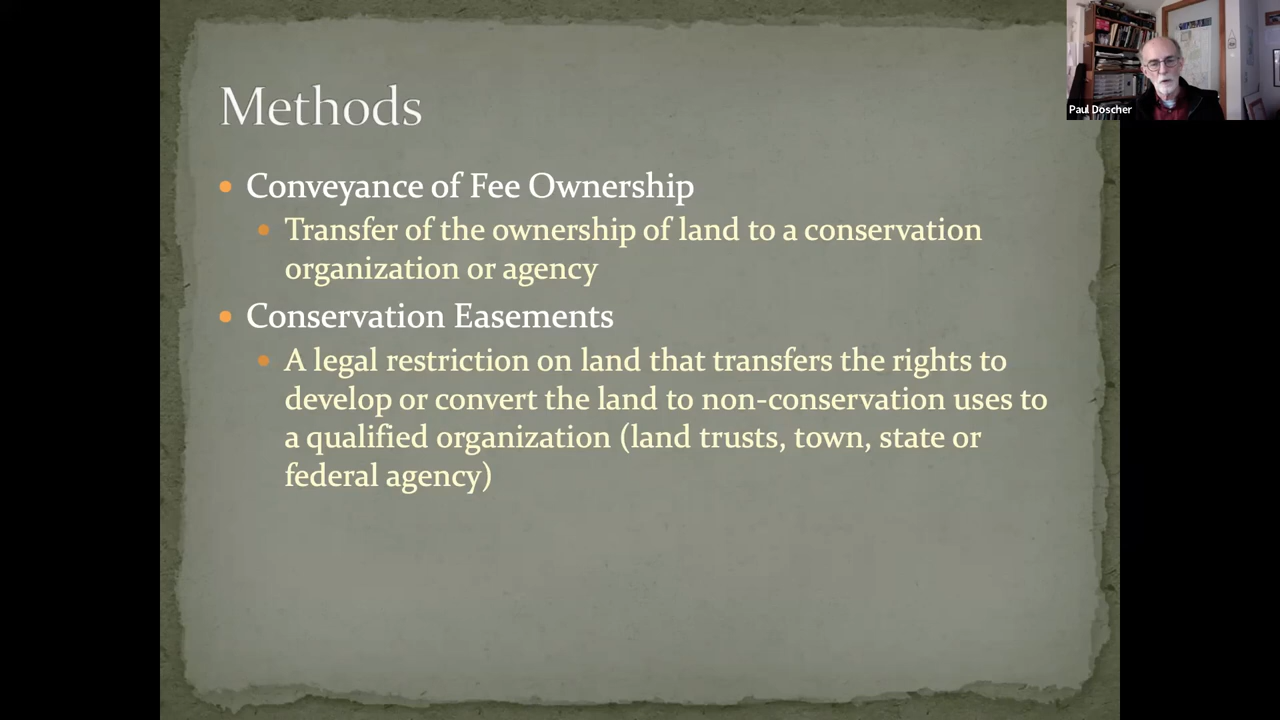 Methods
Paul Doscher
• Conveyance of Fee Ownership
• Transfer of the ownership of land to a conservation
organization or agency
• Conservation Easements
• A legal restriction on land that transfers the rights to
develop or convert the land to non-conservation uses to
a qualified organization (land trusts, town, state or
federal agency)